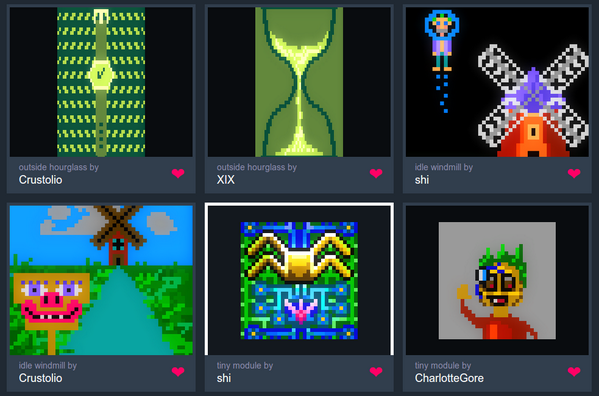 outside hourglass by
Crustolio
outside hourglass by
XIX
idle windmill by
shi
idle windmill by
Crustolio
tiny module by
shi
tiny module by
CharlotteGore